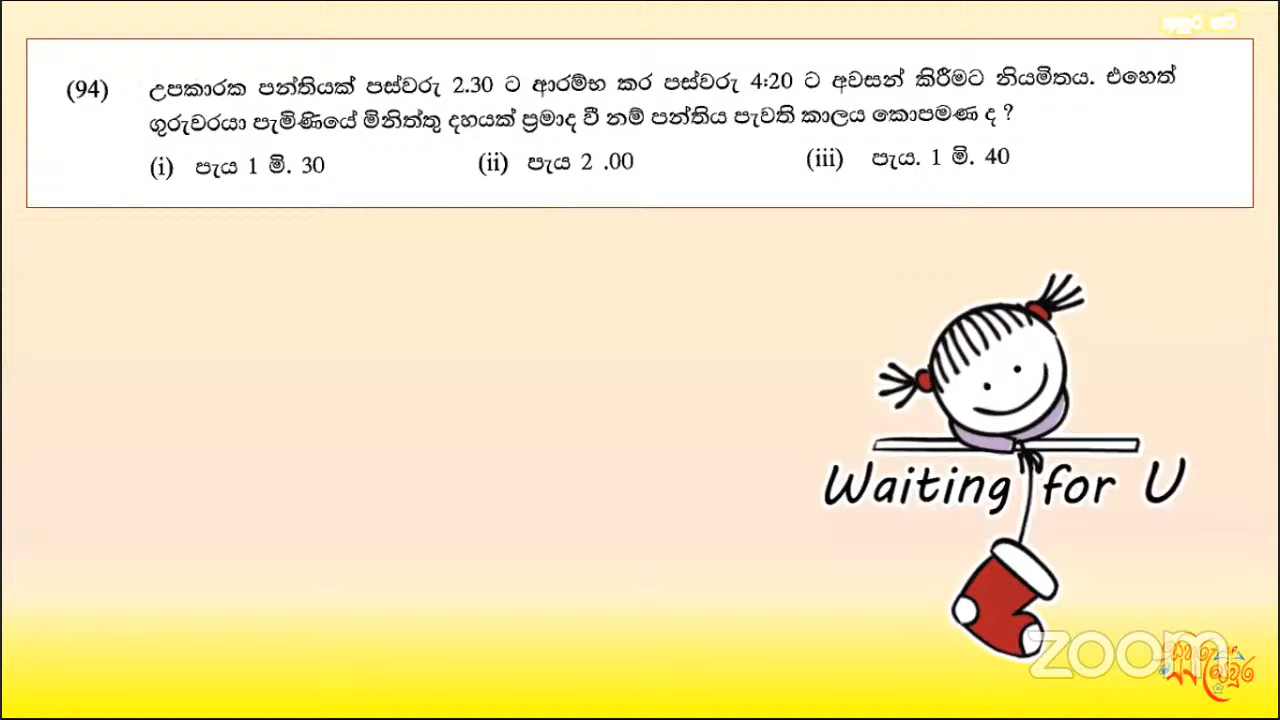 (94) උපකාරක පන්තියක් පස්වරු 2.30 ට ආරම්භ කර පස්වරු 4:20 ට අවසන් කිරීමට නියමිතය. එහෙත්
ගුරුවරයා පැමිණියේ මිනිත්තු දහයක් ප්‍රමාද වී නම් පන්තිය පැවති කාලය කොපමණ ද ?
(i) පැය 1 මි. 30 (ii) පැය 2 .00 (iii) පැය. 1 මි. 40
Waiting for U
zoom